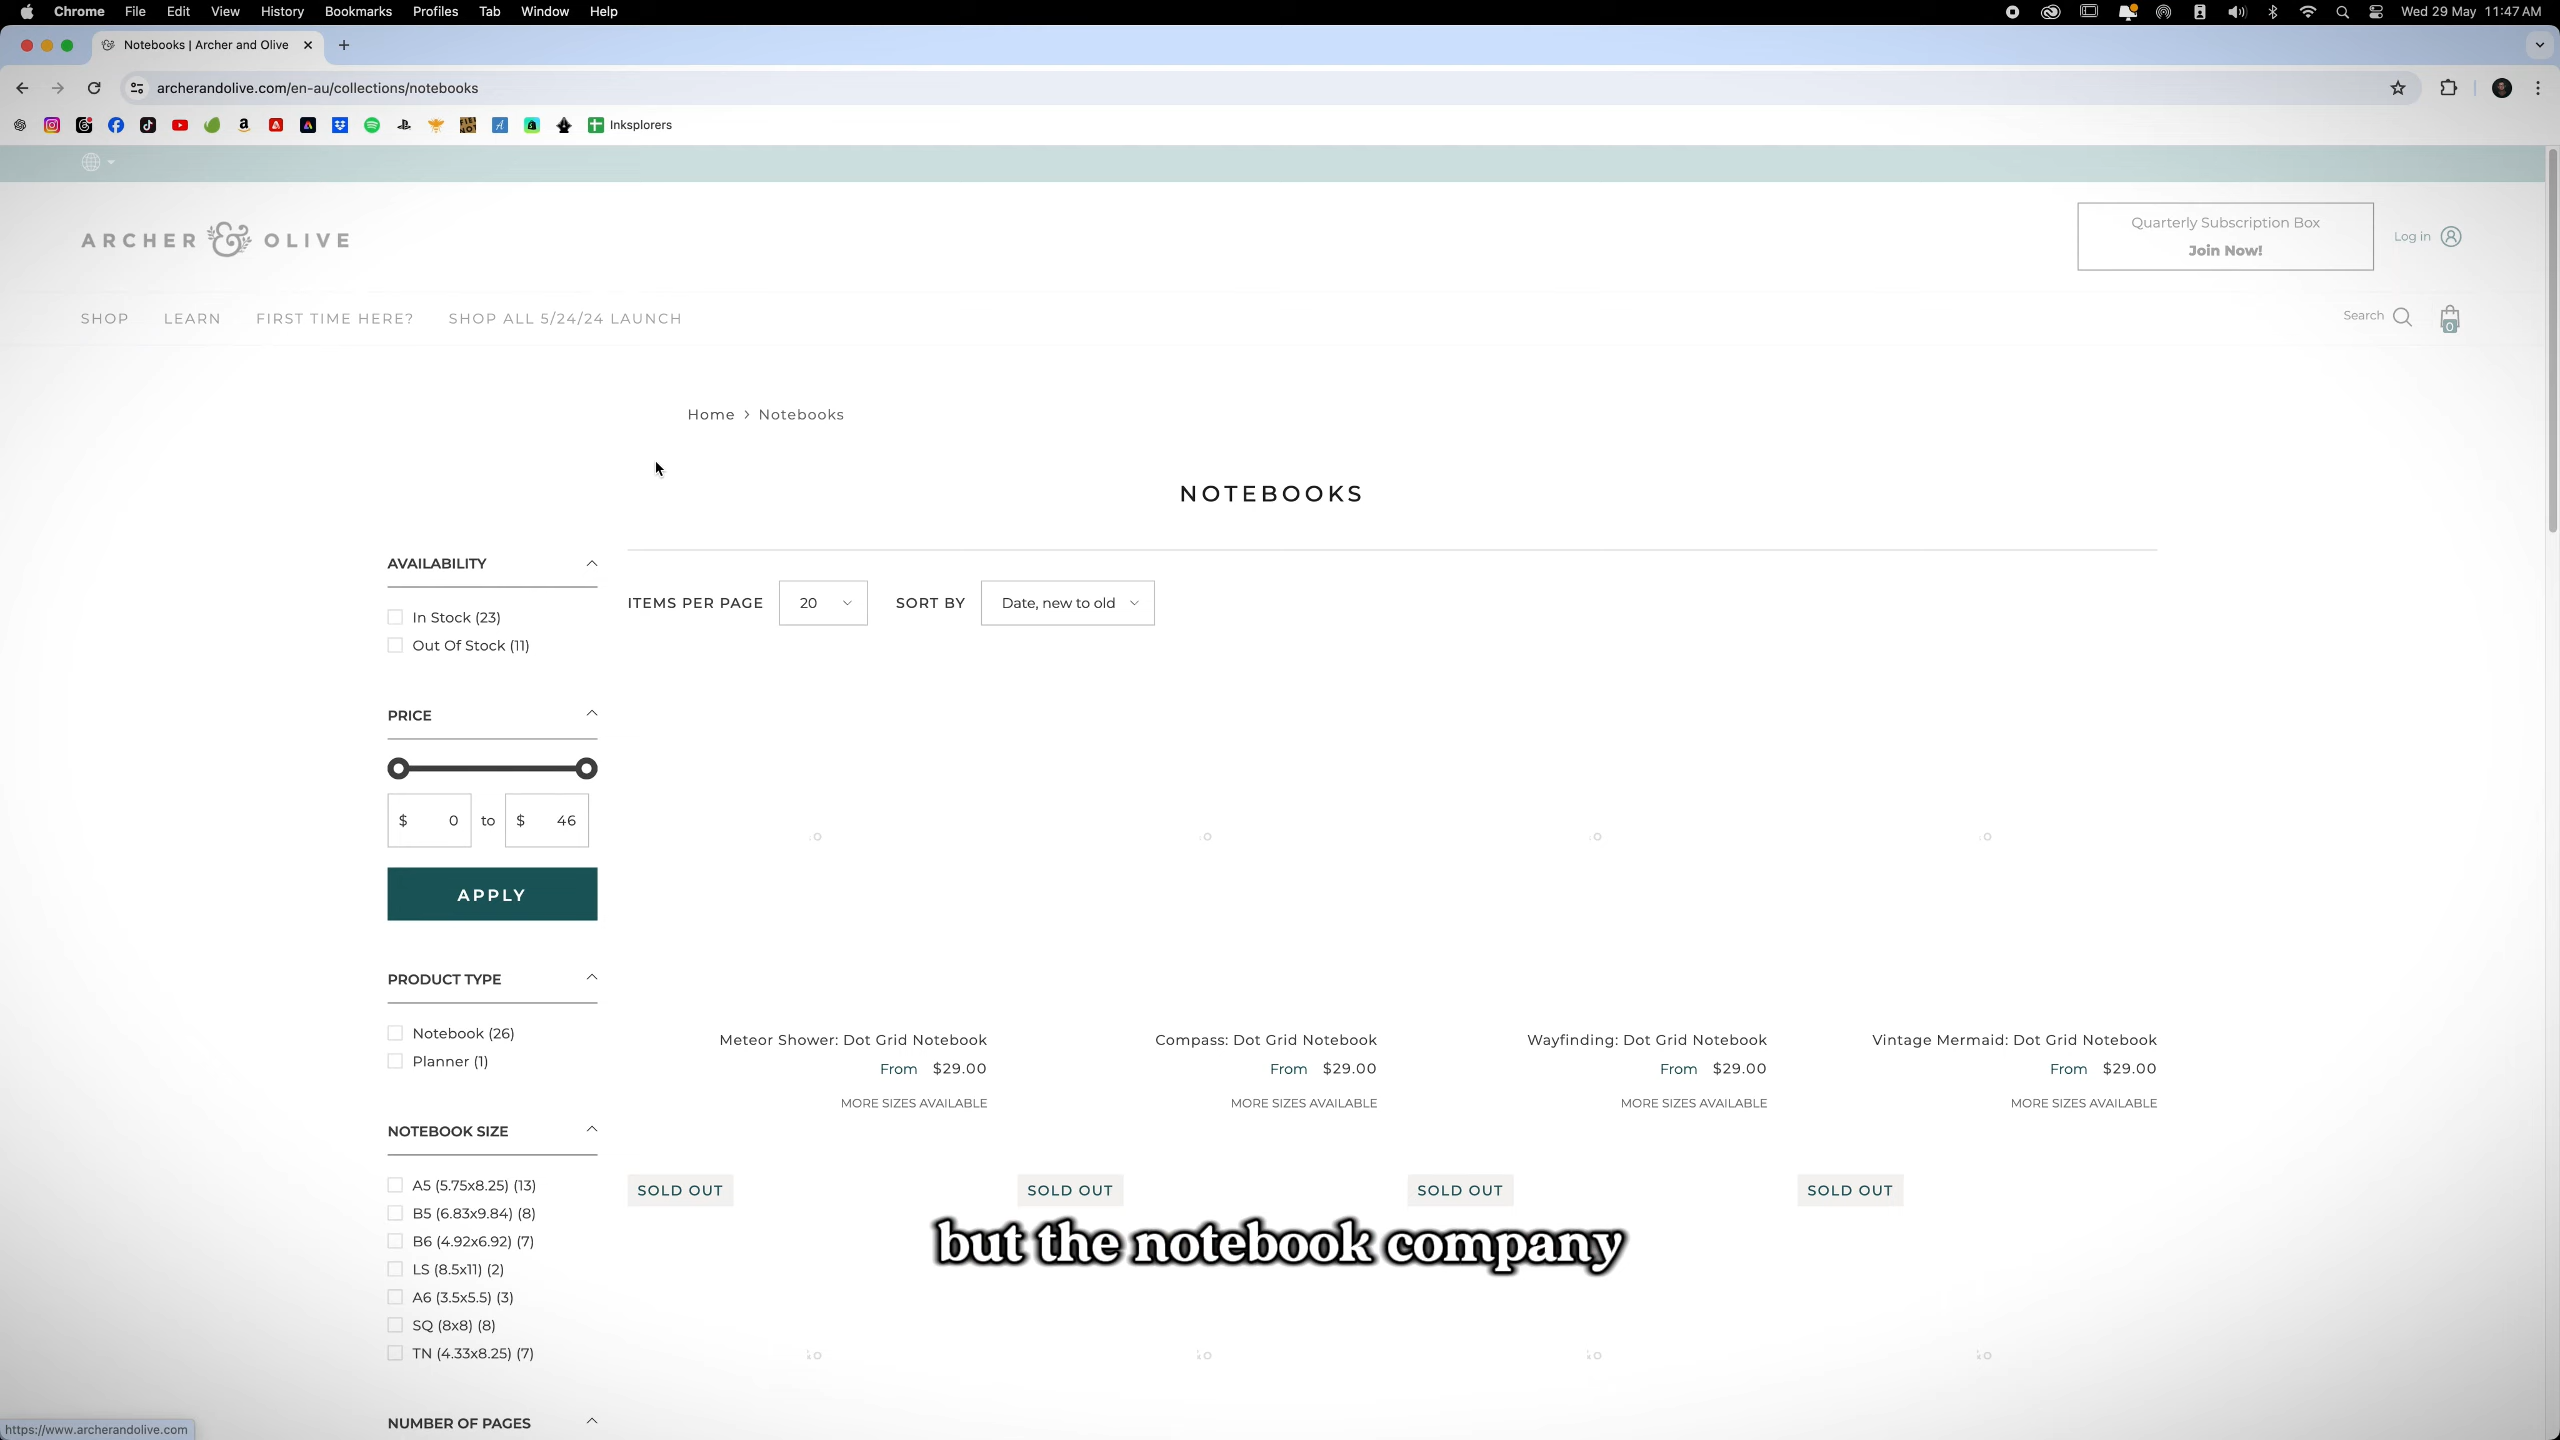 Chrome File Edit View History Bookmarks Profiles Tab Window Help Wed 29 May 11:47 AM
Notebooks | Archer and Olive
archerandolive.com/en-au/collections/notebooks
Inksplorers
ARCHER & OLIVE
Quarterly Subscription Box
Join Now!
Log in
SHOP LEARN FIRST TIME HERE? SHOP ALL 5/24/24 LAUNCH Search 0
Home > Notebooks
NOTEBOOKS
AVAILABILITY
In Stock (23)
Out Of Stock (11)
ITEMS PER PAGE 20 SORT BY Date, new to old
PRICE
$ 0 to $ 46
APPLY
PRODUCT TYPE
Notebook (26)
Planner (1)
NOTEBOOK SIZE
A5 (5.75x8.25) (13)
B5 (6.83x9.84) (8)
B6 (4.92x6.92) (7)
LS (8.5x11) (2)
A6 (3.5x5.5) (3)
SQ (8x8) (8)
TN (4.33x8.25) (7)
NUMBER OF PAGES
Meteor Shower: Dot Grid Notebook
From $29.00
MORE SIZES AVAILABLE
Compass: Dot Grid Notebook
From $29.00
MORE SIZES AVAILABLE
Wayfinding: Dot Grid Notebook
From $29.00
MORE SIZES AVAILABLE
Vintage Mermaid: Dot Grid Notebook
From $29.00
MORE SIZES AVAILABLE
SOLD OUT SOLD OUT SOLD OUT SOLD OUT
but the notebook company
https://www.archerandolive.com